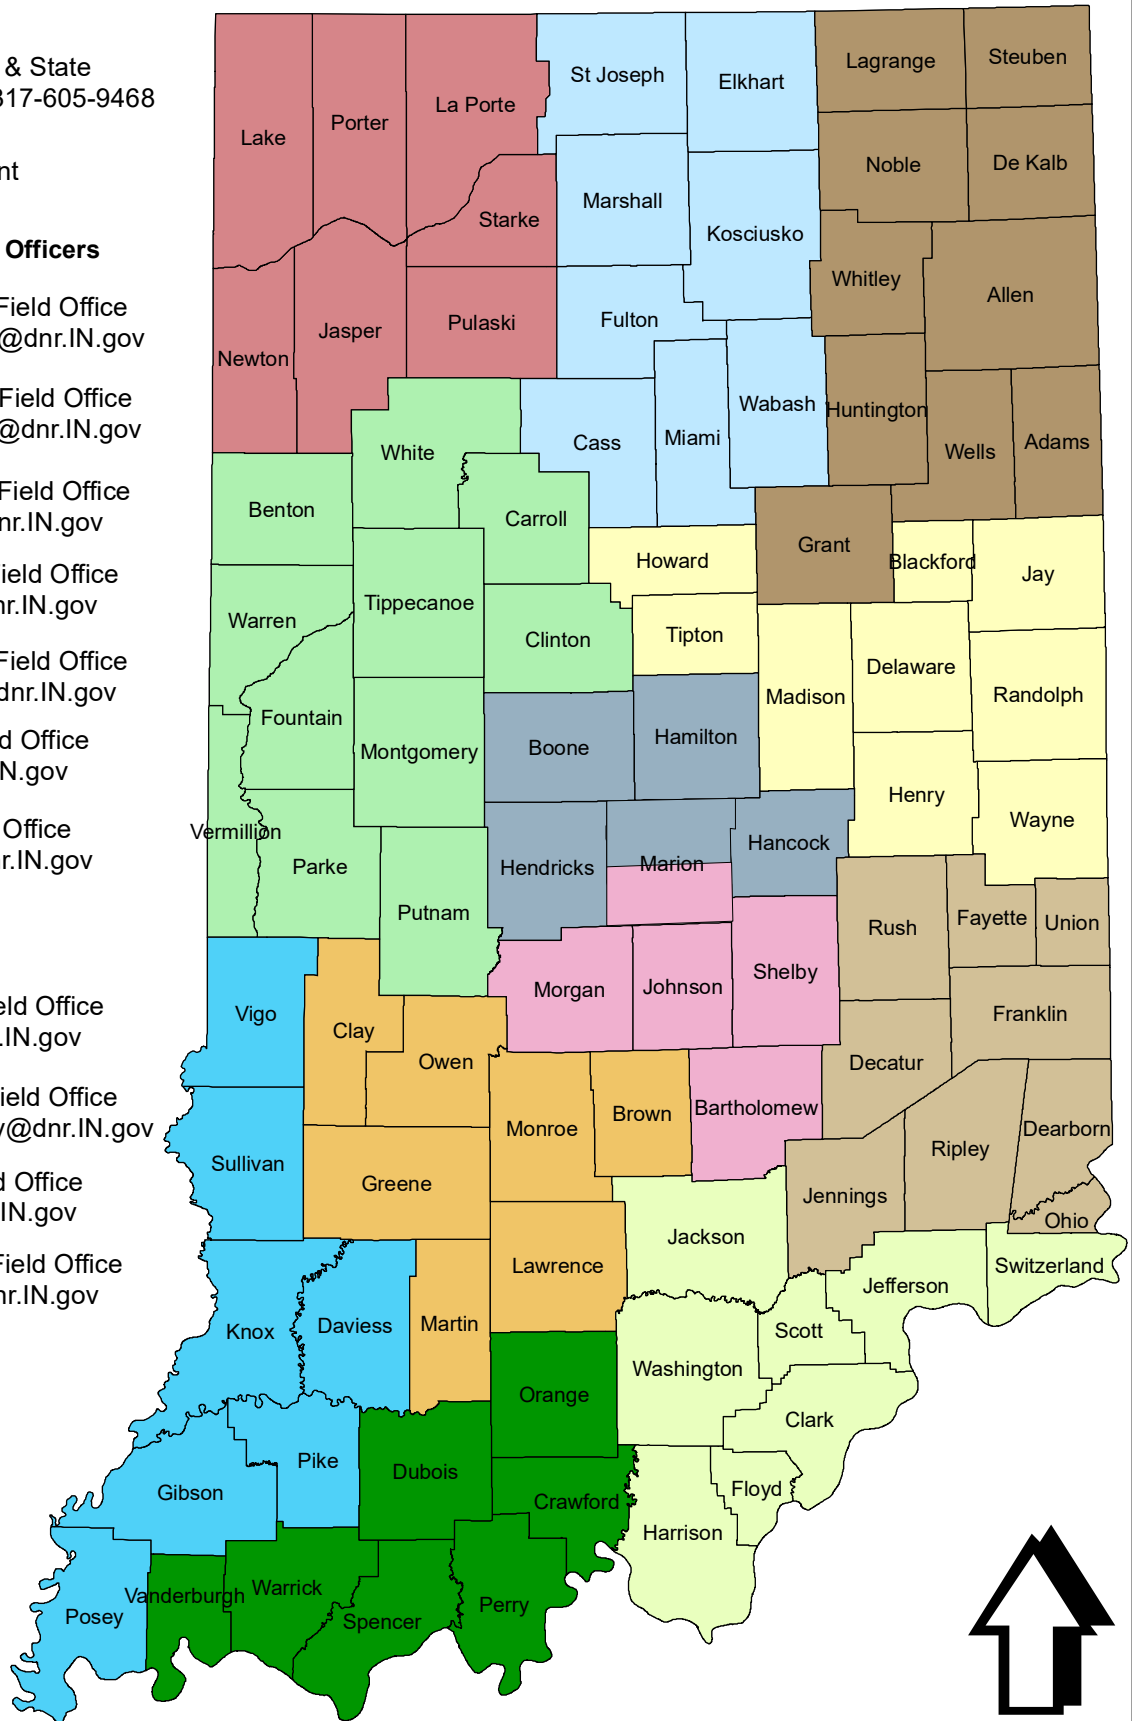 & State
317-605-9468
nt
Officers
Field Office
@dnr.IN.gov
Field Office
@dnr.IN.gov
Field Office
nr.IN.gov
ield Office
nr.IN.gov
Field Office
dnr.IN.gov
d Office
N.gov
Office
r.IN.gov
eld Office
.IN.gov
ield Office
y@dnr.IN.gov
d Office
IN.gov
Field Office
nr.IN.gov
Lake
Porter
La Porte
St Joseph
Elkhart
Lagrange
Steuben
Noble
De Kalb
Starke
Marshall
Kosciusko
Whitley
Allen
Newton
Jasper
Pulaski
Fulton
White
Cass
Miami
Wabash
Huntington
Wells
Adams
Benton
Carroll
Howard
Grant
Blackford
Jay
Warren
Tippecanoe
Clinton
Tipton
Madison
Delaware
Randolph
Fountain
Montgomery
Boone
Hamilton
Henry
Wayne
Vermillion
Parke
Putnam
Hendricks
Marion
Hancock
Rush
Fayette
Union
Vigo
Clay
Owen
Morgan
Johnson
Shelby
Decatur
Franklin
Sullivan
Greene
Monroe
Brown
Bartholomew
Jennings
Ripley
Dearborn
Ohio
Knox
Daviess
Martin
Lawrence
Jackson
Jefferson
Switzerland
Scott
Washington
Orange
Clark
Gibson
Pike
Dubois
Crawford
Floyd
Harrison
Posey
Vanderburgh
Warrick
Spencer
Perry